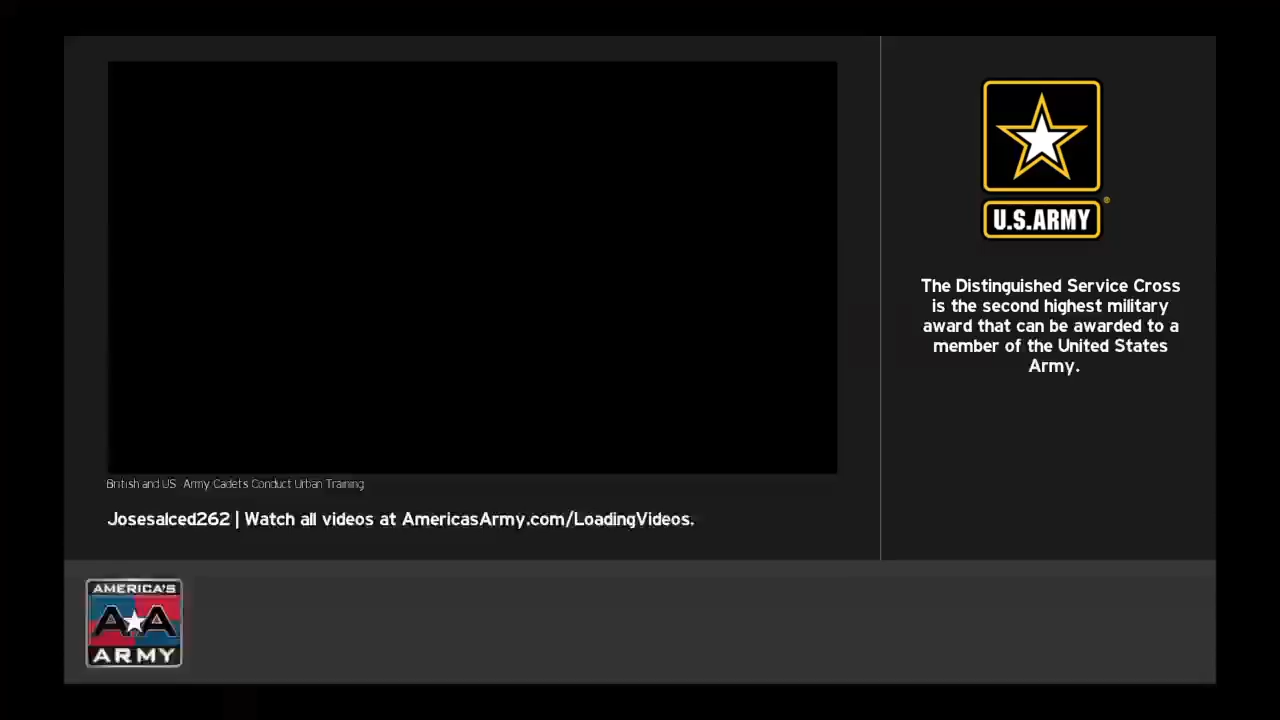 U.S.ARMY
The Distinguished Service Cross
is the second highest military
award that can be awarded to a
member of the United States
Army.
British and US Army Cadets Conduct Urban Training
Josesalced262 | Watch all videos at AmericasArmy.com/LoadingVideos.
AMERICA'S
AA
ARMY